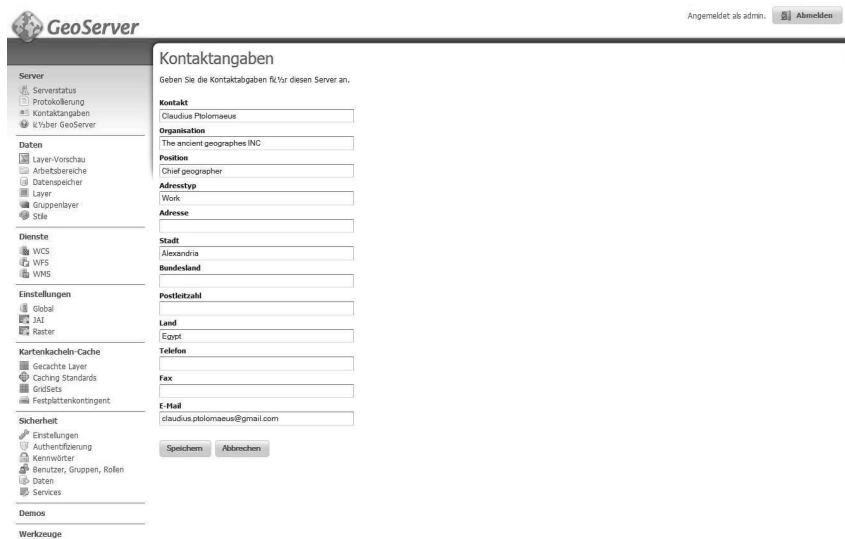 GeoServer
Angemeldet als admin.
Abmelden
Server
Serverstatus
Protokollierung
Kontaktangaben
ï¿½ber GeoServer
Daten
Layer-Vorschau
Arbeitsbereiche
Datenspeicher
Layer
Gruppenlayer
Stile
Dienste
WCS
WFS
WMS
Einstellungen
Global
JAI
Raster
Kartenkacheln-Cache
Gecachte Layer
Caching Standards
GridSets
Festplattenkontingent
Sicherheit
Einstellungen
Authentifizierung
Kennwörter
Benutzer, Gruppen, Rollen
Daten
Services
Demos
Werkzeuge
Kontaktangaben
Geben Sie die Kontaktabgaben fï¿½r diesen Server an.
Kontakt
Claudius Ptolomaeus
Organisation
The ancient geographes INC
Position
Chief geographer
Adresstyp
Work
Adresse
Stadt
Alexandria
Bundesland
Postleitzahl
Land
Egypt
Telefon
Fax
E-Mail
claudius.ptolomaeus@gmail.com
Speichern Abbrechen